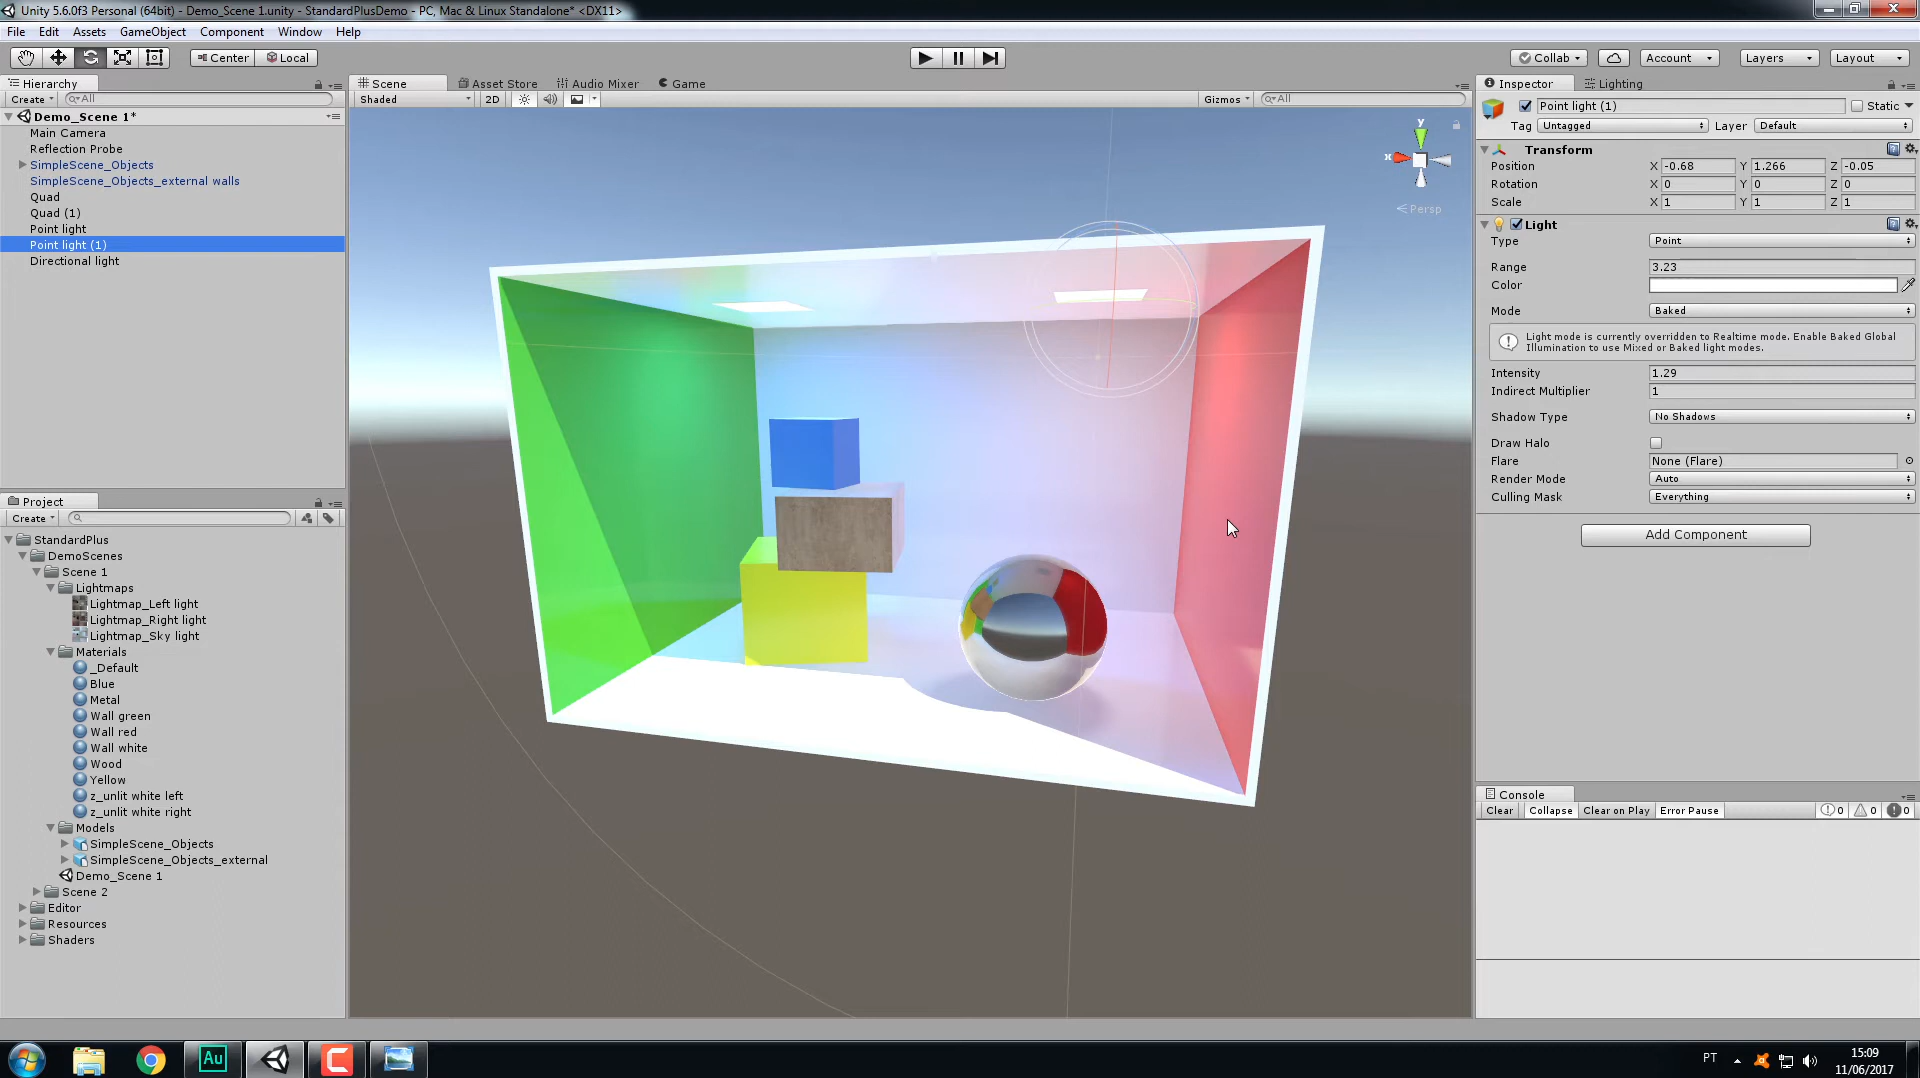 Unity 5.6.0f3 Personal (64bit) - Demo_Scene 1.unity - StandardPlusDemo - PC, Mac & Linux Standalone* <DX11>
File Edit Assets GameObject Component Window Help
Center Local Collab Account Layers Layout
Hierarchy
Create All
Demo_Scene 1*
Main Camera
Reflection Probe
SimpleScene_Objects
SimpleScene_Objects_external walls
Quad
Quad (1)
Point light
Point light (1)
Directional light
Project
Create
StandardPlus
DemoScenes
Scene 1
Lightmaps
Lightmap_Left light
Lightmap_Right light
Lightmap_Sky light
Materials
_Default
Blue
Metal
Wall green
Wall red
Wall white
Wood
Yellow
z_unlit white left
z_unlit white right
Models
SimpleScene_Objects
SimpleScene_Objects_external
Demo_Scene 1
Scene 2
Editor
Resources
Shaders
Scene Asset Store Audio Mixer Game
Shaded 2D Gizmos All
y
x
Persp
Inspector Lighting
Point light (1) Static
Tag Untagged Layer Default
Transform
Position X -0.68 Y 1.266 Z -0.05
Rotation X 0 Y 0 Z 0
Scale X 1 Y 1 Z 1
Light
Type Point
Range 3.23
Color
Mode Baked
Light mode is currently overridden to Realtime mode. Enable Baked Global
Illumination to use Mixed or Baked light modes.
Intensity 1.29
Indirect Multiplier 1
Shadow Type No Shadows
Draw Halo
Flare None (Flare)
Render Mode Auto
Culling Mask Everything
Add Component
Console
Clear Collapse Clear on Play Error Pause 0 0 0
Au C PT 15:09
11/06/2017